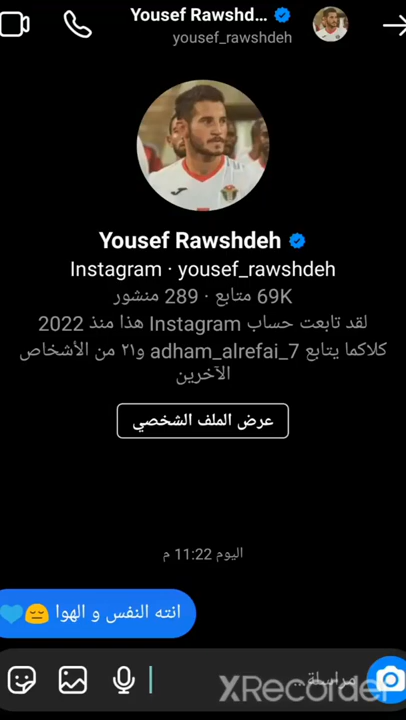 Yousef Rawshd...
yousef_rawshdeh
Yousef Rawshdeh
Instagram · yousef_rawshdeh
69K متابع · 289 منشور
لقد تابعت حساب Instagram هذا منذ 2022
كلاكما يتابع adham_alrefai_7 و٢١ من الأشخاص
الآخرين
عرض الملف الشخصي
اليوم 11:22 م
انته النفس و الهوا 😔🩵
مراسلة...
XRecorder